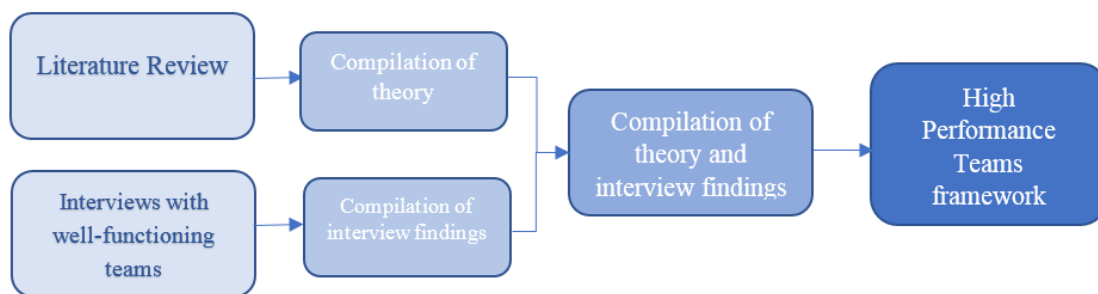 Literature Review
Compilation of
theory
Interviews with
well-functioning
teams
Compilation of
interview findings
Compilation of
theory and
interview findings
High
Performance
Teams
framework